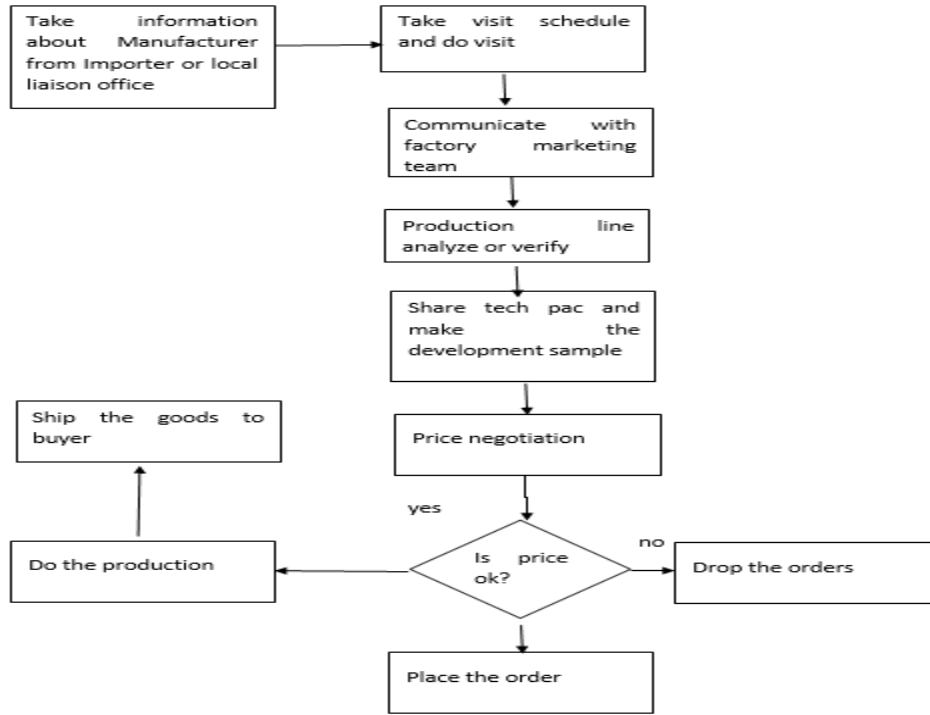 Take information
about Manufacturer
from Importer or local
liaison office
Take visit schedule
and do visit
Communicate with
factory marketing
team
Production line
analyze or verify
Share tech pac and
make the
development sample
Price negotiation
Is price
ok?
yes
no
Drop the orders
Place the order
Do the production
Ship the goods to
buyer